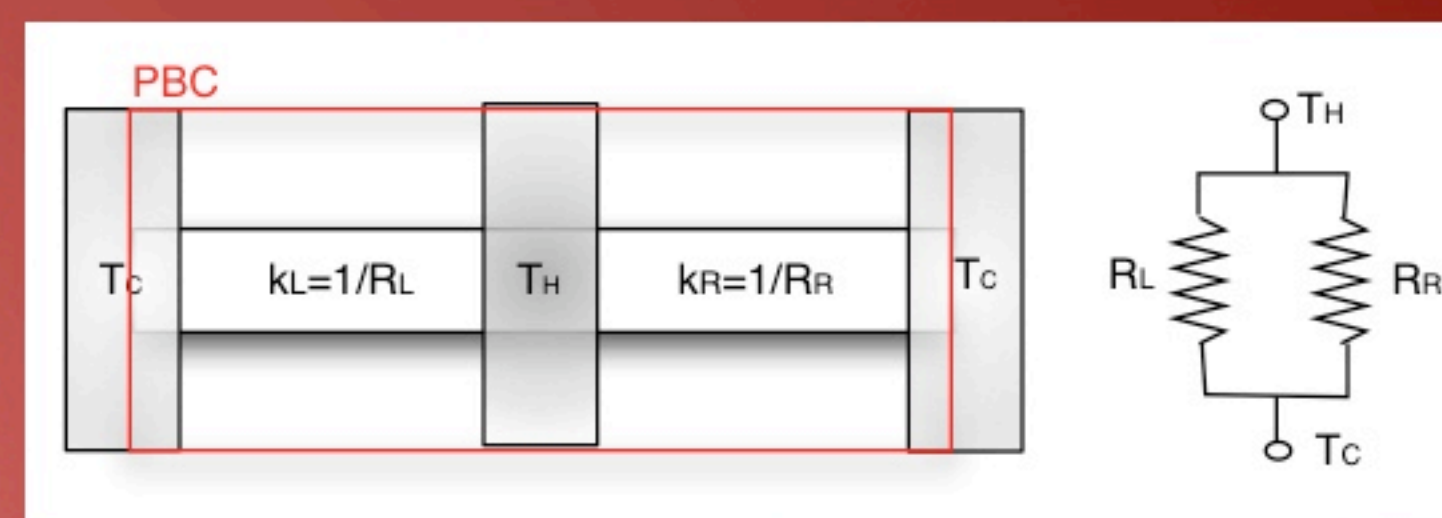 PBC
TC
kL=1/RL
TH
kR=1/RR
TC
TH
RL
RR
TC